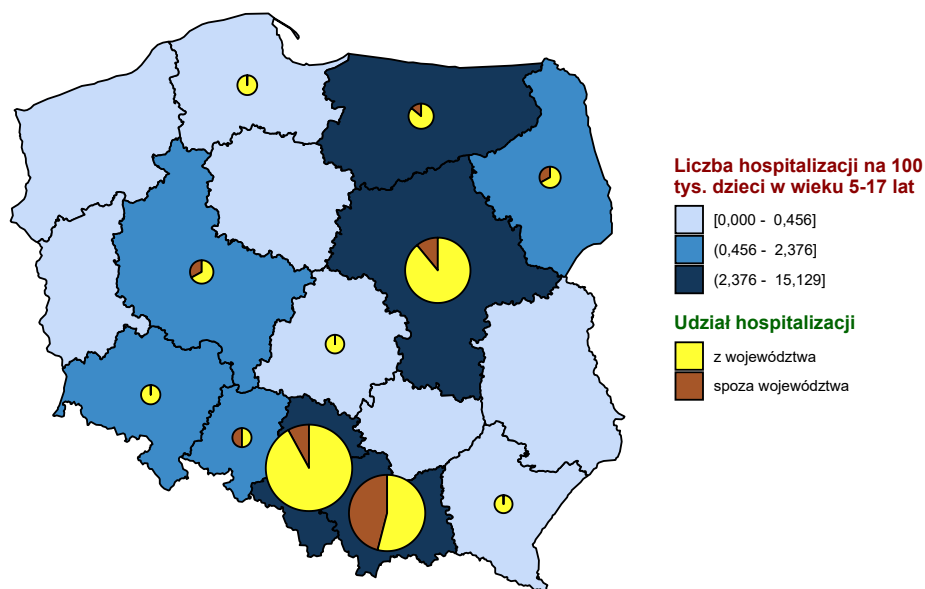 Liczba hospitalizacji na 100
tys. dzieci w wieku 5-17 lat
[0,000 - 0,456]
(0,456 - 2,376]
(2,376 - 15,129]
Udział hospitalizacji
z województwa
spoza województwa